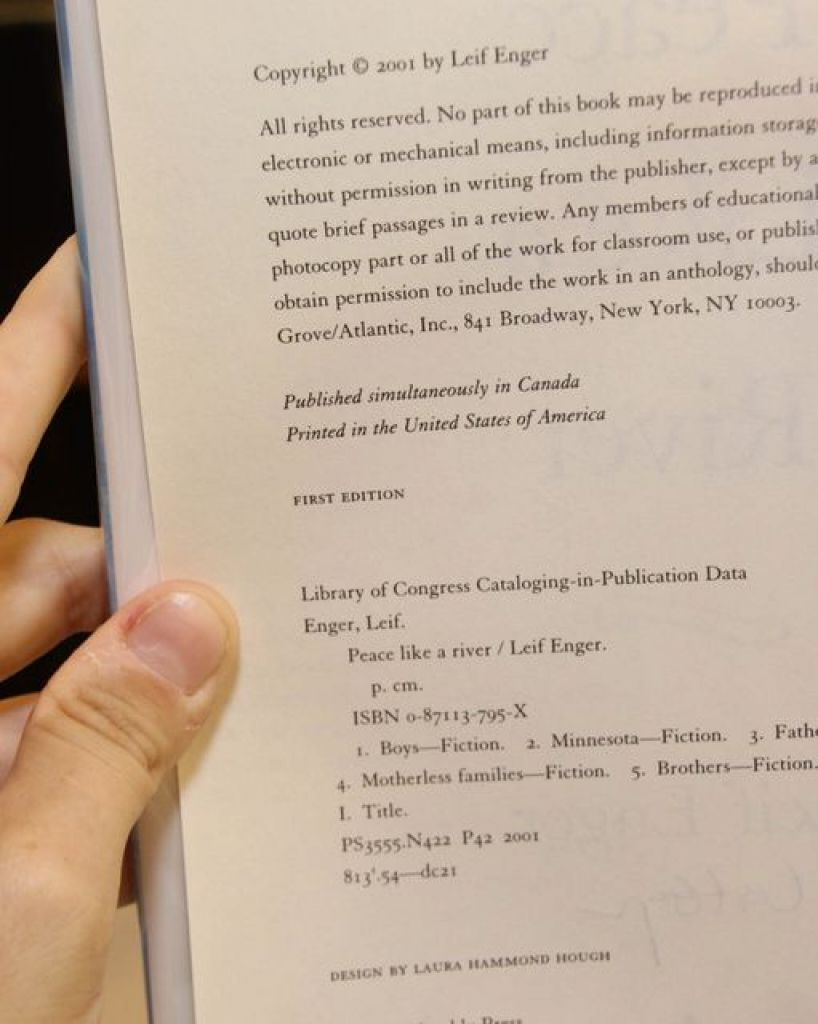 Copyright © 2001 by Leif Enger
All rights reserved. No part of this book may be reproduced
electronic or mechanical means, including information storag
without permission in writing from the publisher, except by a
quote brief passages in a review. Any members of educational
photocopy part or all of the work for classroom use, or publis
obtain permission to include the work in an anthology, shoul
Grove/Atlantic, Inc., 841 Broadway, New York, NY 10003.
Published simultaneously in Canada
Printed in the United States of America
FIRST EDITION
Library of Congress Cataloging-in-Publication Data
Enger, Leif.
Peace like a river / Leif Enger.
p. cm.
ISBN 0-87113-795-X
1. Boys—Fiction. 2. Minnesota—Fiction. 3. Fathe
4. Motherless families—Fiction. 5. Brothers—Fiction.
I. Title.
PS3555.N422 P42 2001
813'.54—dc21
DESIGN BY LAURA HAMMOND HOUGH
Press